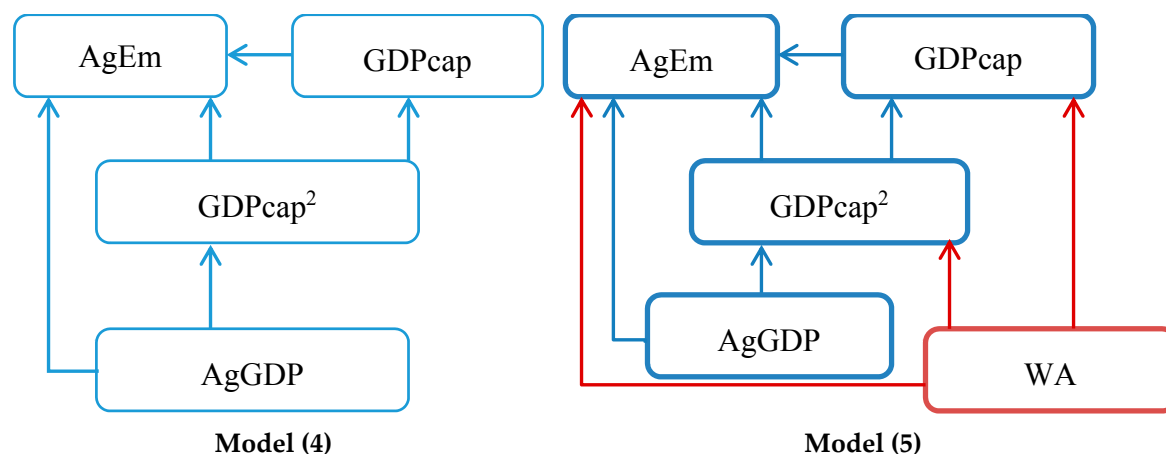 AgEm
GDPcap
GDPcap²
AgGDP
Model (4)
AgEm
GDPcap
GDPcap²
AgGDP
WA
Model (5)